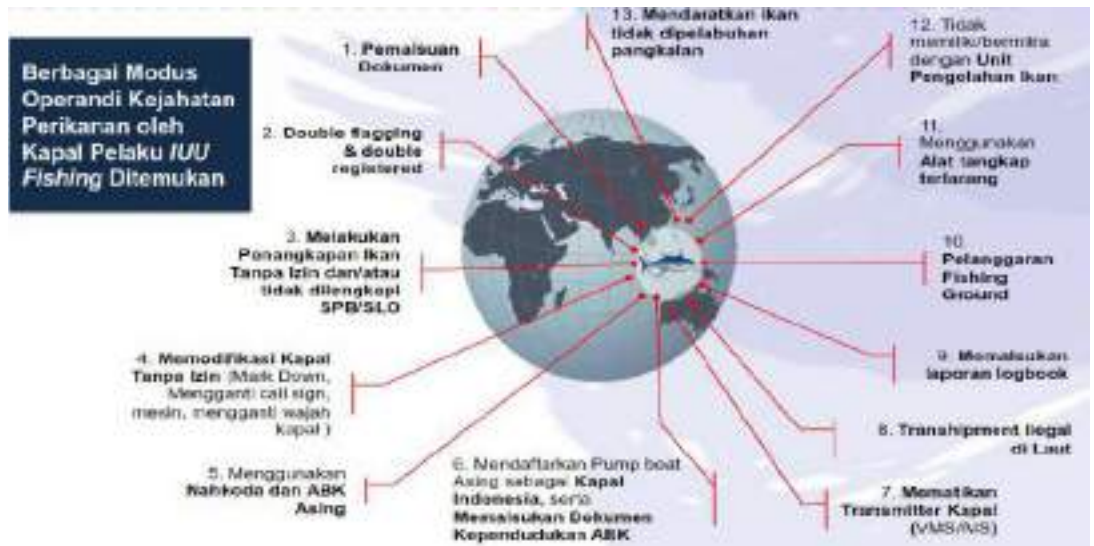 Berbagai Modus
Operandi Kejahatan
Perikanan oleh
Kapal Pelaku IUU
Fishing Ditemukan
1. Pemalsuan
Dokumen
2. Double flagging
& double
registered
3. Melakukan
Penangkapan Ikan
Tanpa Izin dan/atau
tidak dilengkapi
SPB/SLO
4. Memodifikasi Kapal
Tanpa Izin (Mark Down,
Mengganti call sign,
mesin, mengganti wajah
kapal )
5. Menggunakan
Nahkoda dan ABK
Asing
6. Mendaftarkan Pump boat
Asing sebagai Kapal
Indonesia, serta
Memalsukan Dokumen
Kependudukan ABK
7. Mematikan
Transmitter Kapal
(VMS/AIS)
8. Transhipment Ilegal
di Laut
9. Memalsukan
laporan logbook
10.
Pelanggaran
Fishing
Ground
11.
Menggunakan
Alat tangkap
terlarang
12. Tidak
memiliki/bermitra
dengan Unit
Pengolahan Ikan
13. Mendaratkan ikan
tidak dipelabuhan
pangkalan